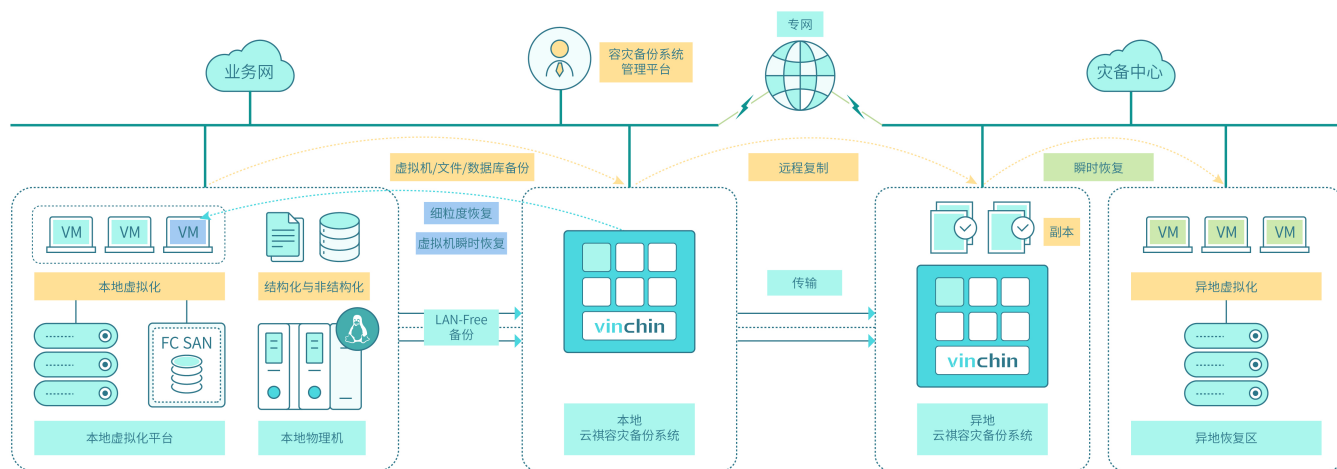 专网
业务网
容灾备份系统
管理平台
灾备中心
虚拟机/文件/数据库备份
远程复制
瞬时恢复
细粒度恢复
虚拟机瞬时恢复
VM
VM
VM
副本
VM
VM
VM
本地虚拟化
结构化与非结构化
传输
异地虚拟化
LAN-Free
备份
vinchin
FC SAN
vinchin
本地虚拟化平台
本地物理机
本地
云祺容灾备份系统
异地
云祺容灾备份系统
异地恢复区